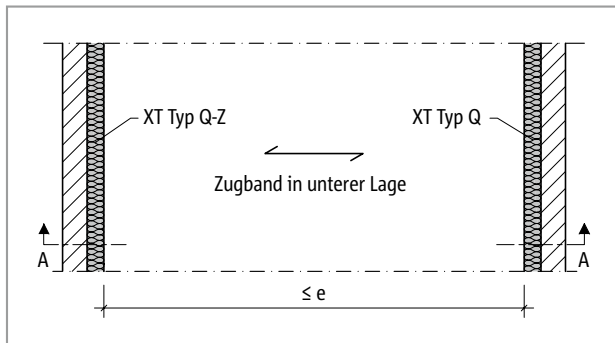 XT Typ Q-Z
XT Typ Q
Zugband in unterer Lage
A
A
≤ e